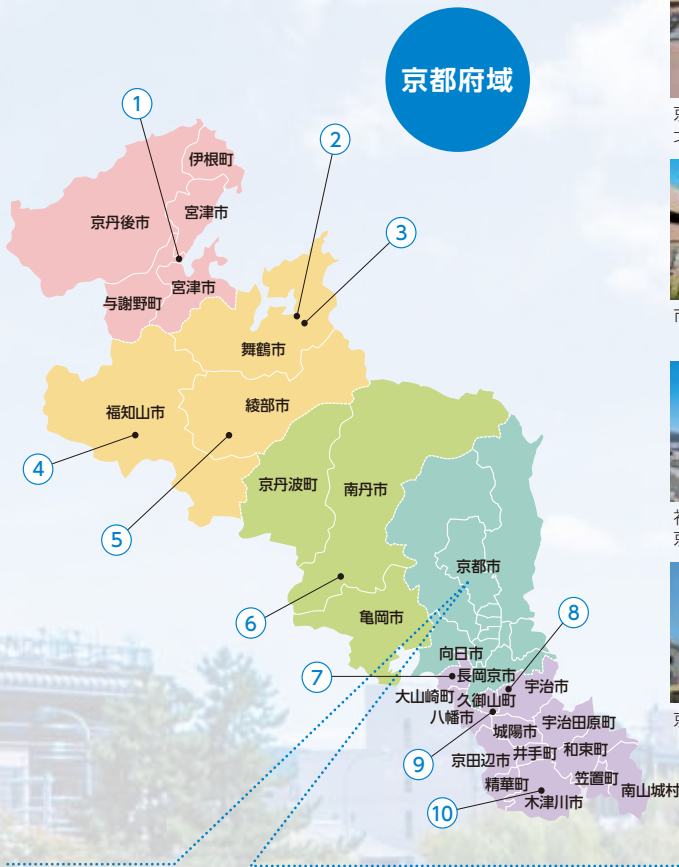 京都府域
①
②
③
伊根町
京丹後市
宮津市
宮津市
与謝野町
舞鶴市
福知山市
綾部市
④
⑤
京丹波町
南丹市
京都市
⑥
亀岡市
⑧
向日市
⑦
長岡京市
宇治市
大山崎町
久御山町
八幡市
城陽市
宇治田原町
⑨
京田辺市
井手町
和束町
精華町
笠置町
南山城村
⑩
木津川市